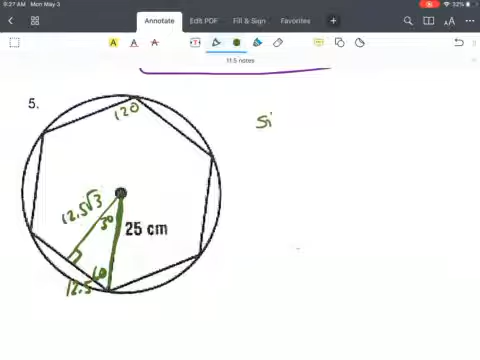 9:27 AM Mon May 3
32%
Annotate
Edit PDF
Fill & Sign
Favorites
11.5 notes
5.
120
si
12.5√3
30
25 cm
60
12.5